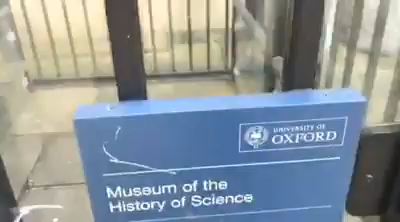 UNIVERSITY OF
OXFORD
Museum of the
History of Science